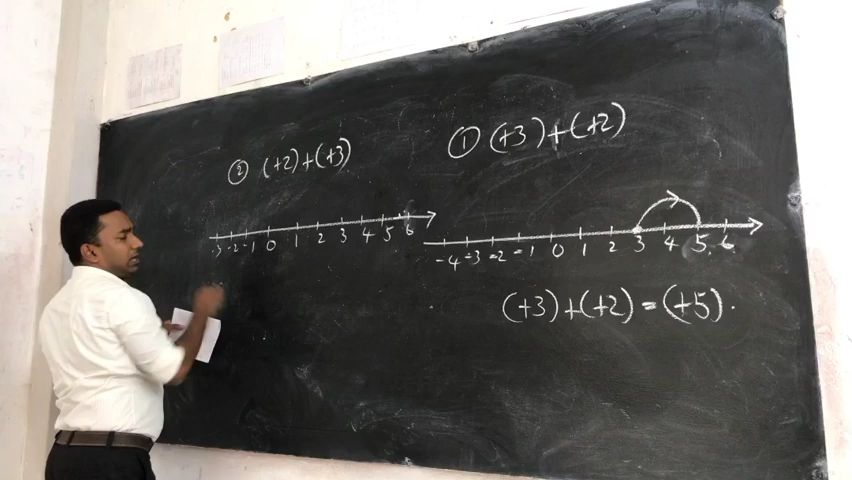 ② (+2)+(+3)
-3 -2 -1 0 1 2 3 4 5 6
① (+3)+(+2)
-4 -3 -2 -1 0 1 2 3 4 5 6
(+3)+(+2) = (+5).